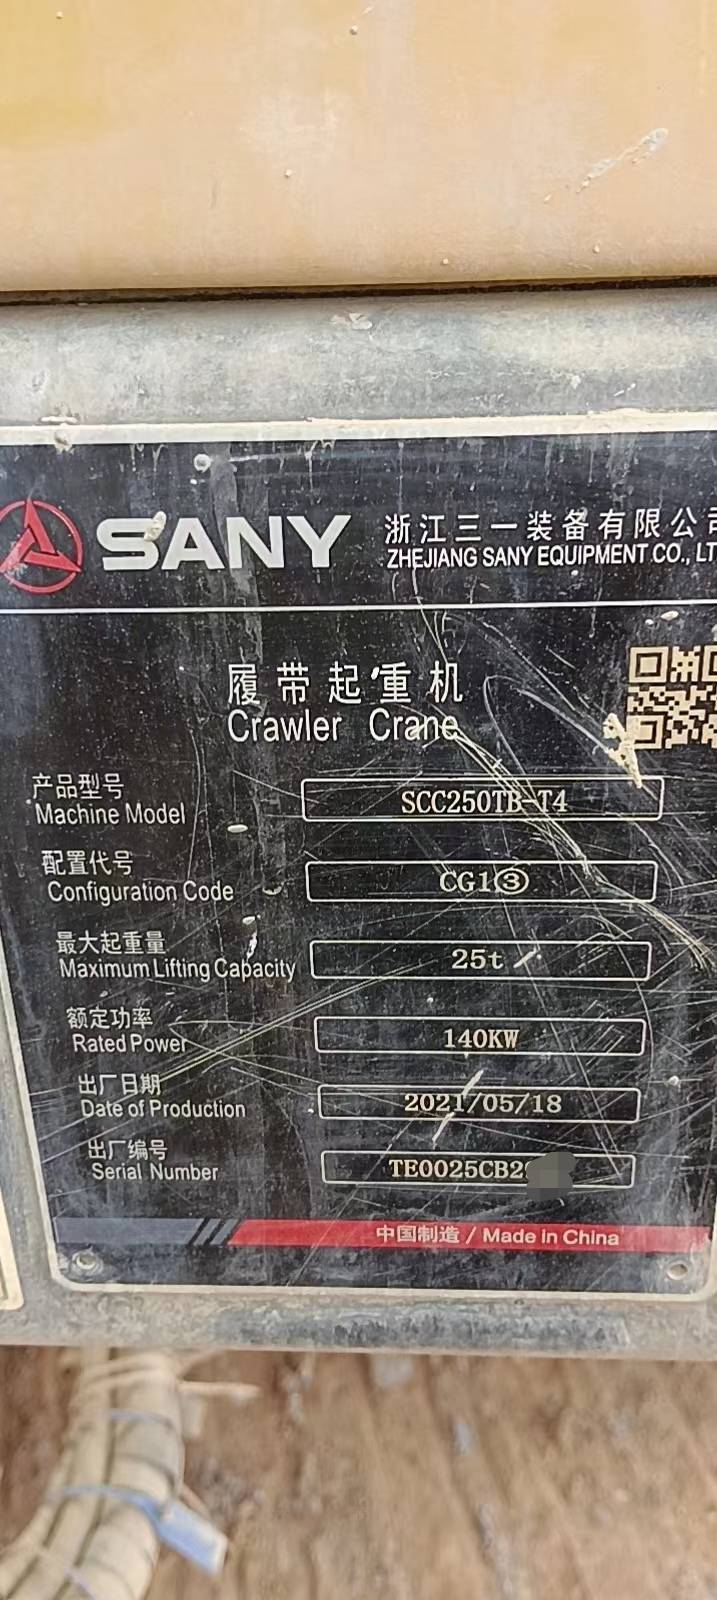 SANY
浙江三一装备有限公司
ZHEJIANG SANY EQUIPMENT CO., LT
履带起重机
Crawler Crane
产品型号
Machine Model
SCC250TB-T4
配置代号
Configuration Code
CG1③
最大起重量
Maximum Lifting Capacity
25t
额定功率
Rated Power
140KW
出厂日期
Date of Production
2021/05/18
出厂编号
Serial Number
TE0025CB2
中国制造 / Made in China